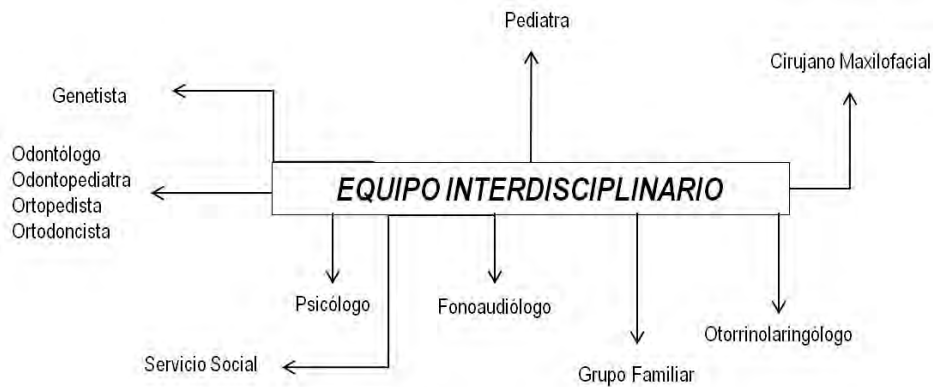 Pediatra
Cirujano Maxilofacial
Genetista
Odontólogo
Odontopediatra
Ortopedista
Ortodoncista
EQUIPO INTERDISCIPLINARIO
Psicólogo
Fonoaudiólogo
Otorrinolaringólogo
Servicio Social
Grupo Familiar